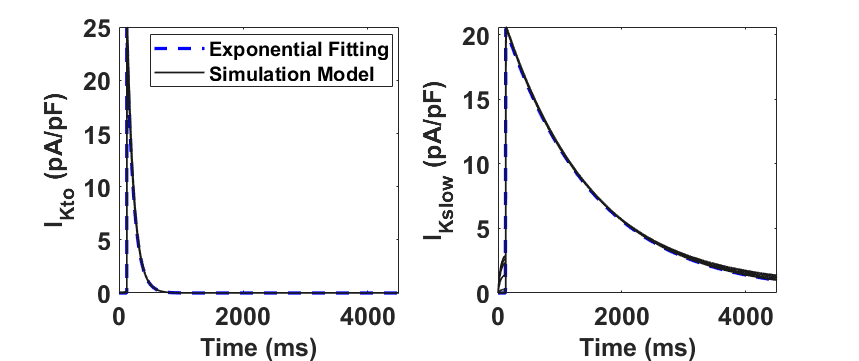 25
20
15
10
5
0
I_Kto (pA/pF)
Exponential Fitting
Simulation Model
0 2000 4000
Time (ms)
20
15
10
5
0
I_Kslow (pA/pF)
0 2000 4000
Time (ms)